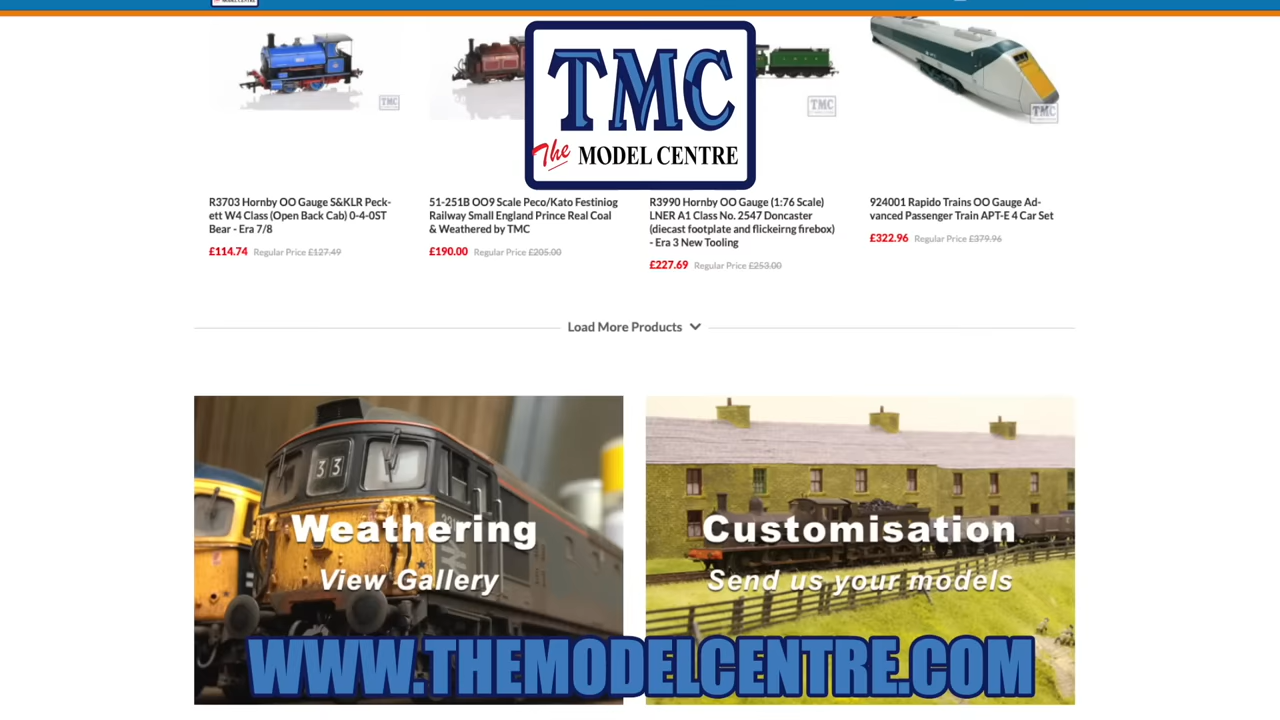 TMC
The MODEL CENTRE
TMC
TMC
TMC
R3703 Hornby OO Gauge S&KLR Peck-
ett W4 Class (Open Back Cab) 0-4-0ST
Bear - Era 7/8
£114.74 Regular Price £127.49
51-251B OO9 Scale Peco/Kato Festiniog
Railway Small England Prince Real Coal
& Weathered by TMC
£190.00 Regular Price £205.00
R3990 Hornby OO Gauge (1:76 Scale)
LNER A1 Class No. 2547 Doncaster
(diecast footplate and flickeirng firebox)
- Era 3 New Tooling
£227.69 Regular Price £253.00
924001 Rapido Trains OO Gauge Ad-
vanced Passenger Train APT-E 4 Car Set
£322.96 Regular Price £379.96
Load More Products
33
Weathering
View Gallery
Customisation
Send us your models
WWW.THEMODELCENTRE.COM